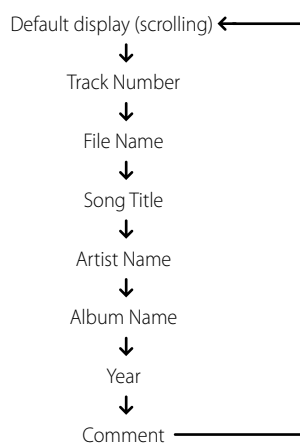 Default display (scrolling)
Track Number
File Name
Song Title
Artist Name
Album Name
Year
Comment